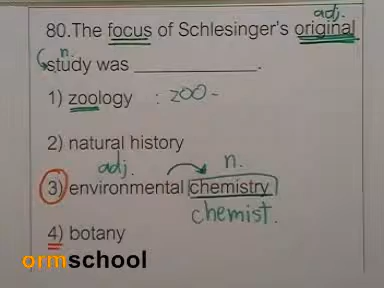 adj.
80.The focus of Schlesinger's original
n.
study was ____________.
1) zoology : zoo-
2) natural history
adj. n.
3) environmental chemistry
chemist.
4) botany
ormschool